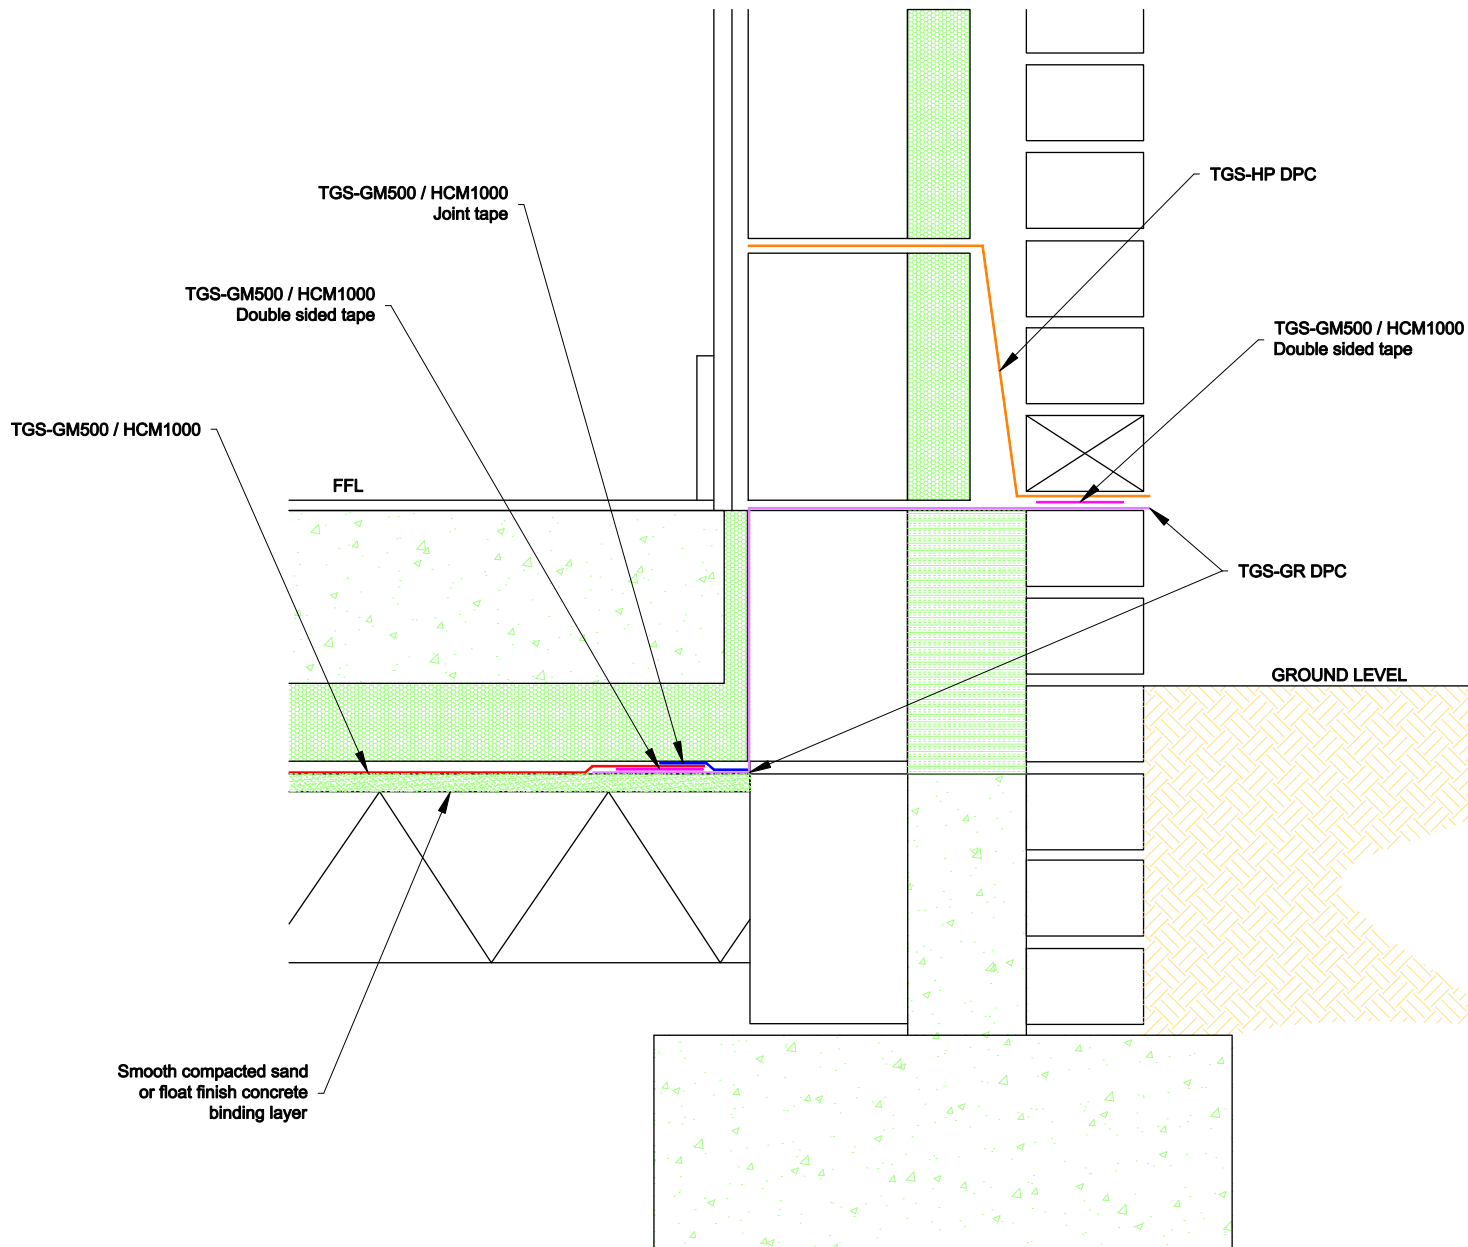 TGS-HP DPC
TGS-GM500 / HCM1000
Joint tape
TGS-GM500 / HCM1000
Double sided tape
TGS-GM500 / HCM1000
Double sided tape
TGS-GM500 / HCM1000
FFL
TGS-GR DPC
GROUND LEVEL
Smooth compacted sand
or float finish concrete
binding layer